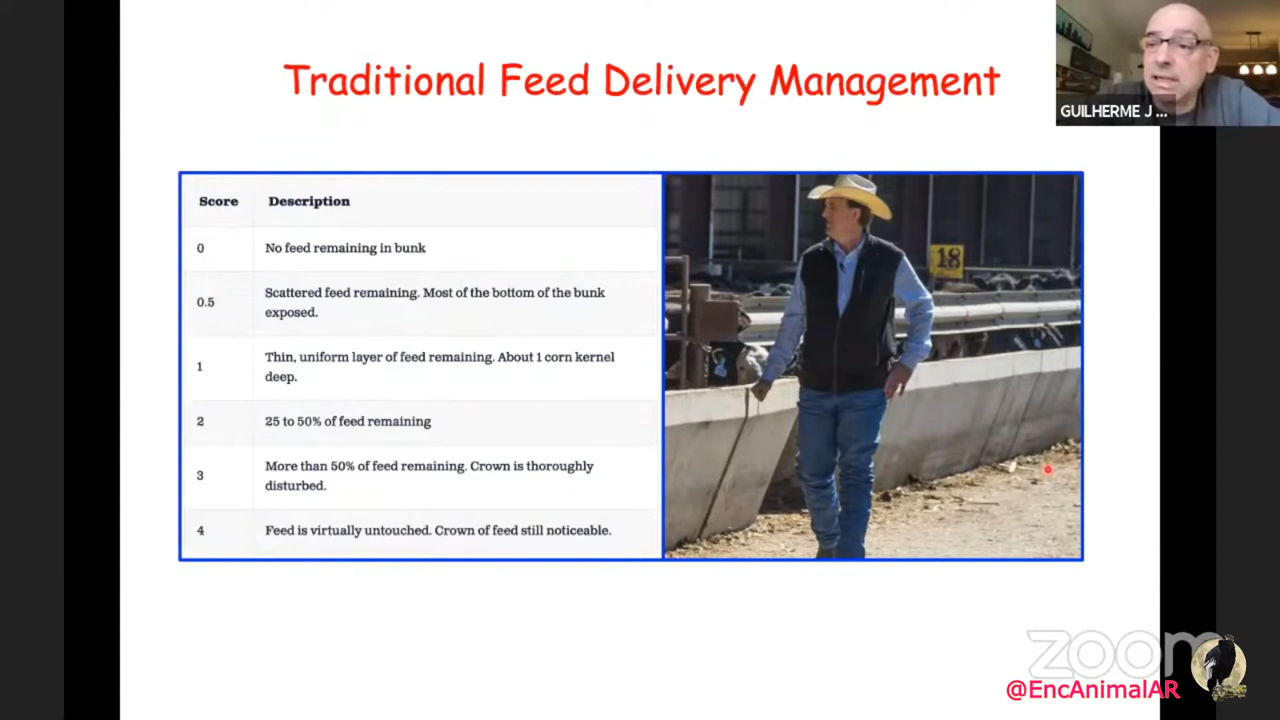 Traditional Feed Delivery Management
GUILHERME J ...
Score Description
0 No feed remaining in bunk
0.5 Scattered feed remaining. Most of the bottom of the bunk
exposed.
1 Thin, uniform layer of feed remaining. About 1 corn kernel
deep.
2 25 to 50% of feed remaining
3 More than 50% of feed remaining. Crown is thoroughly
disturbed.
4 Feed is virtually untouched. Crown of feed still noticeable.
18
zoom
@EncAnimalAR